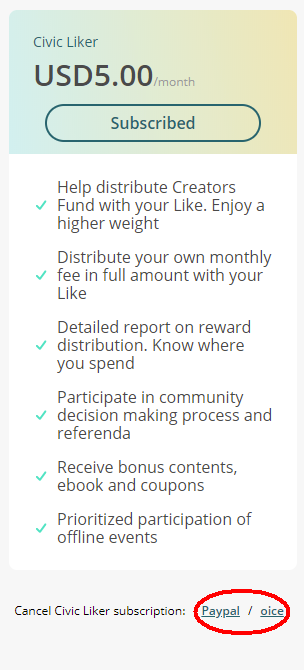 Civic Liker
USD5.00/month
Subscribed
Help distribute Creators
Fund with your Like. Enjoy a
higher weight
Distribute your own monthly
fee in full amount with your
Like
Detailed report on reward
distribution. Know where
you spend
Participate in community
decision making process and
referenda
Receive bonus contents,
ebook and coupons
Prioritized participation of
offline events
Cancel Civic Liker subscription: Paypal / oice